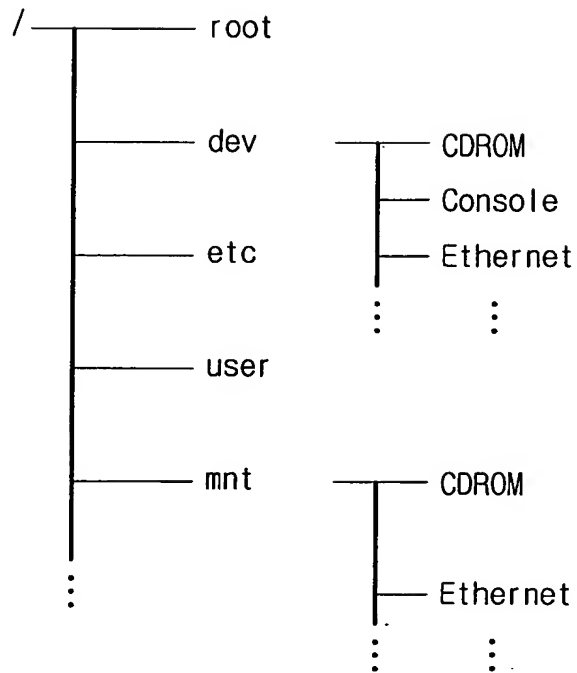 / root
dev CDROM
Console
etc Ethernet
user
mnt CDROM
Ethernet